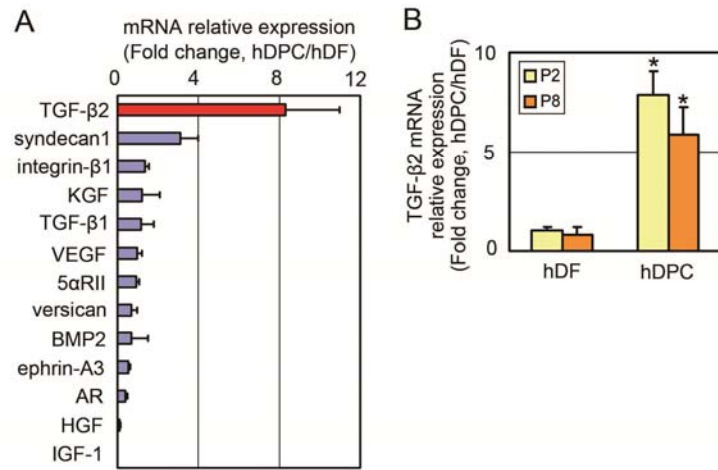 A
mRNA relative expression
(Fold change, hDPC/hDF)
0 4 8 12
TGF-β2
syndecan1
integrin-β1
KGF
TGF-β1
VEGF
5αRII
versican
BMP2
ephrin-A3
AR
HGF
IGF-1
B
TGF-β2 mRNA
relative expression
(Fold change, hDPC/hDF)
10
5
0
P2
P8
*
*
hDF hDPC